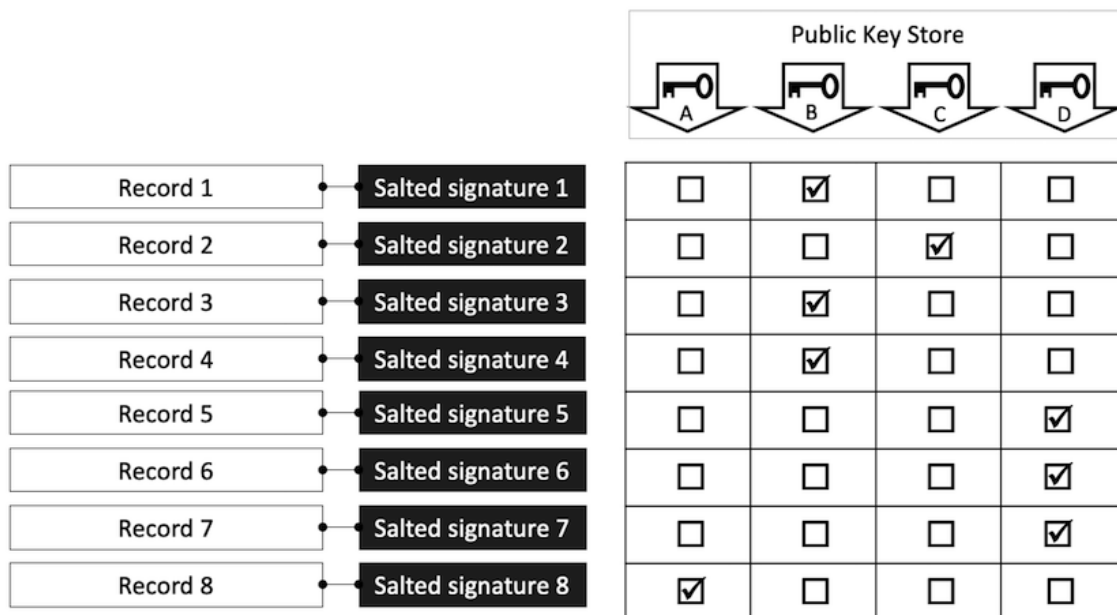 Public Key Store
A B C D
Record 1 Salted signature 1
Record 2 Salted signature 2
Record 3 Salted signature 3
Record 4 Salted signature 4
Record 5 Salted signature 5
Record 6 Salted signature 6
Record 7 Salted signature 7
Record 8 Salted signature 8